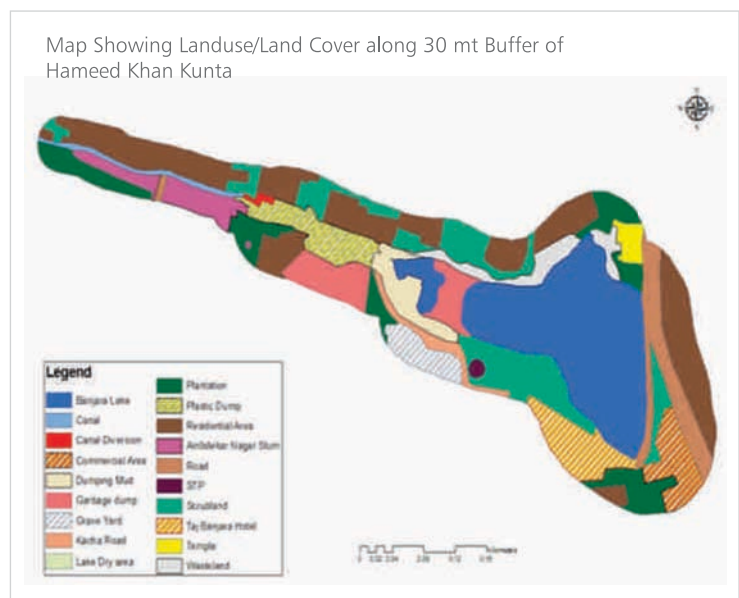 Map Showing Landuse/Land Cover along 30 mt Buffer of
Hameed Khan Kunta
Legend
Banjara Lake
Canal
Canal Diversion
Commercial Area
Dumping Mud
Garbage dump
Grave Yard
Kacha Road
Lake Dry area
Plantation
Plastic Dump
Residential Area
Ambdekar Nagar Slum
Road
STP
Scrubland
Taj Banjara Hotel
Temple
Wasteland
0